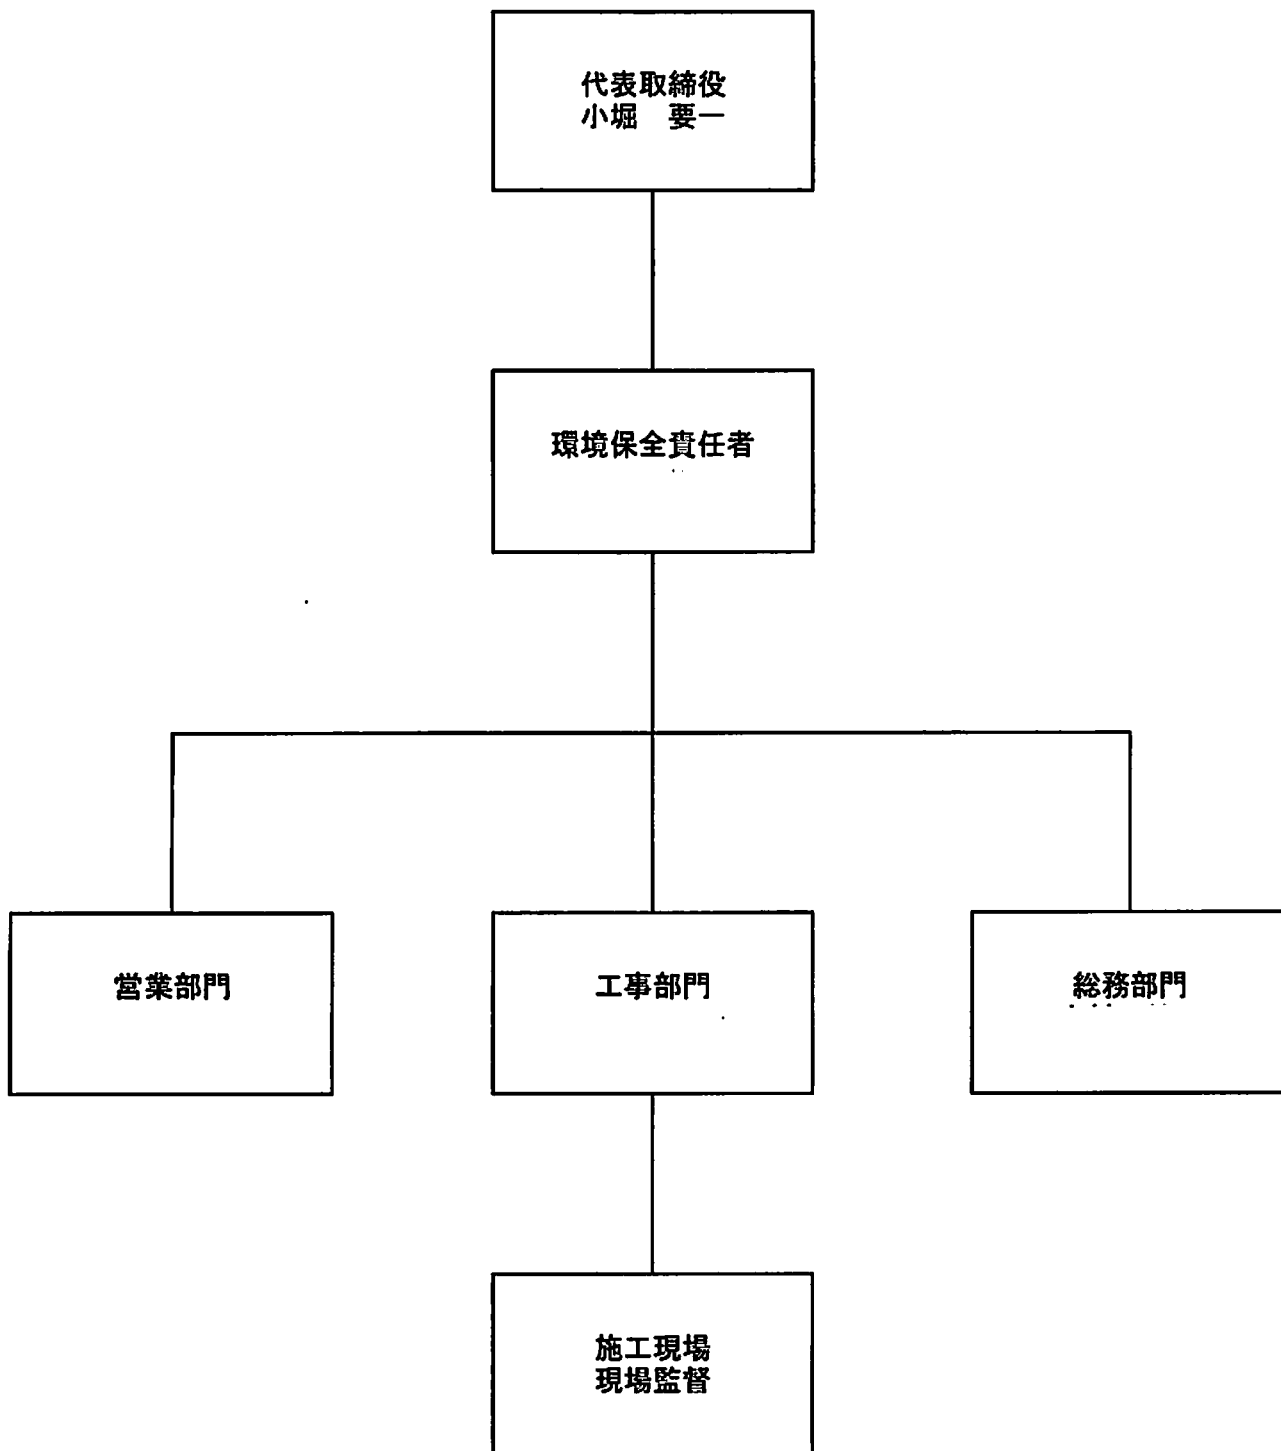 代表取締役
小堀　要一
環境保全責任者
営業部門
工事部門
総務部門
施工現場
現場監督